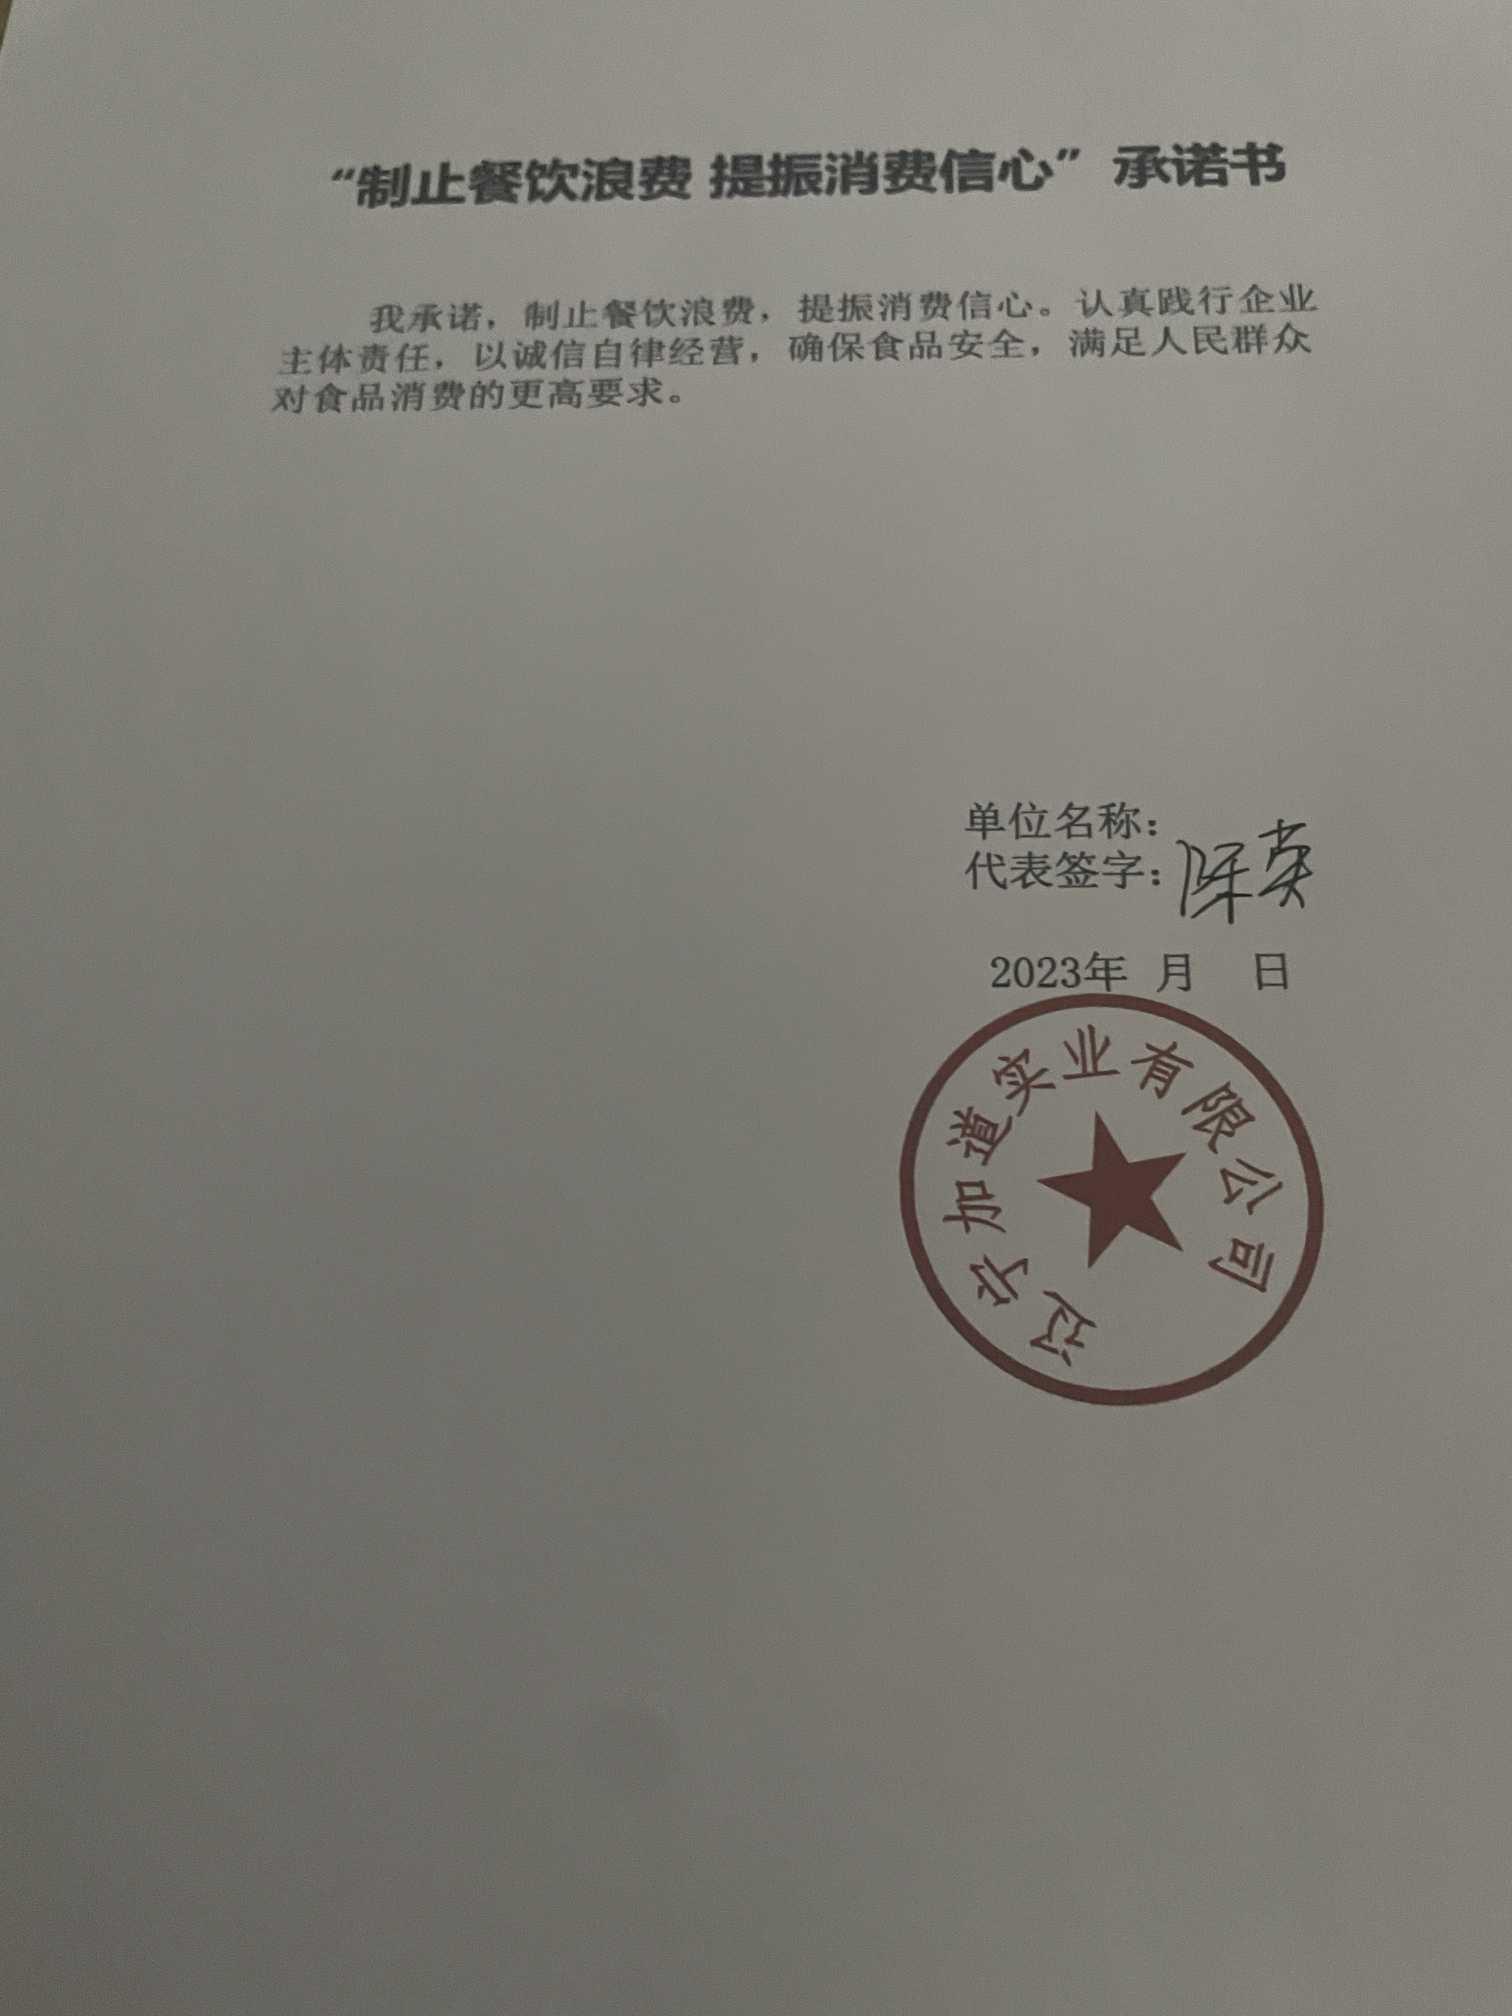 “制止餐饮浪费 提振消费信心”承诺书
我承诺，制止餐饮浪费，提振消费信心。认真践行企业
主体责任，以诚信自律经营，确保食品安全，满足人民群众
对食品消费的更高要求。
单位名称：
代表签字：陈英
2023年 月 日
辽宁加道实业有限公司